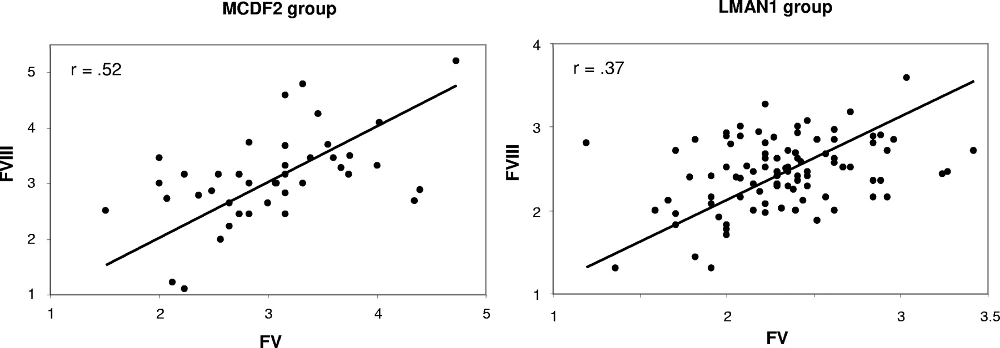 MCDF2 group
r = .52
5
4
3
2
1
1 2 3 4 5
FVIII
FV
LMAN1 group
r = .37
4
3
2
1
1 2 3 3.5
FVIII
FV